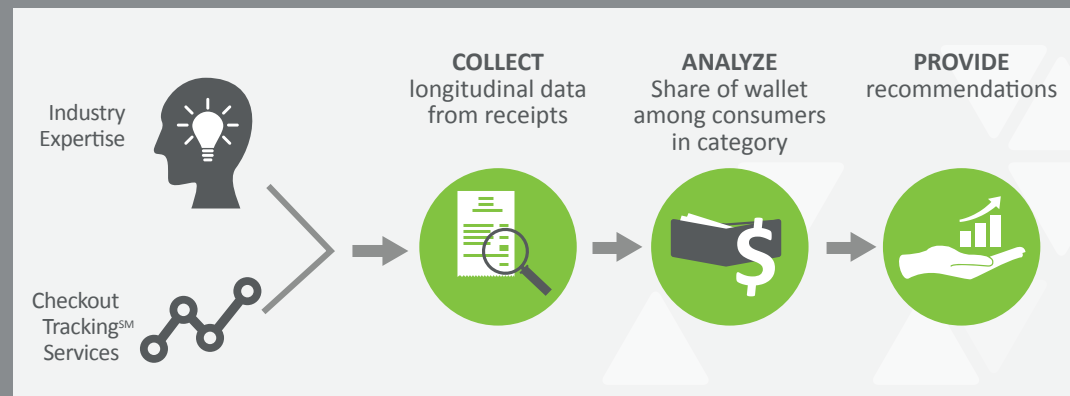 Industry
Expertise
Checkout
Tracking℠
Services
COLLECT
longitudinal data
from receipts
ANALYZE
Share of wallet
among consumers
in category
$
PROVIDE
recommendations